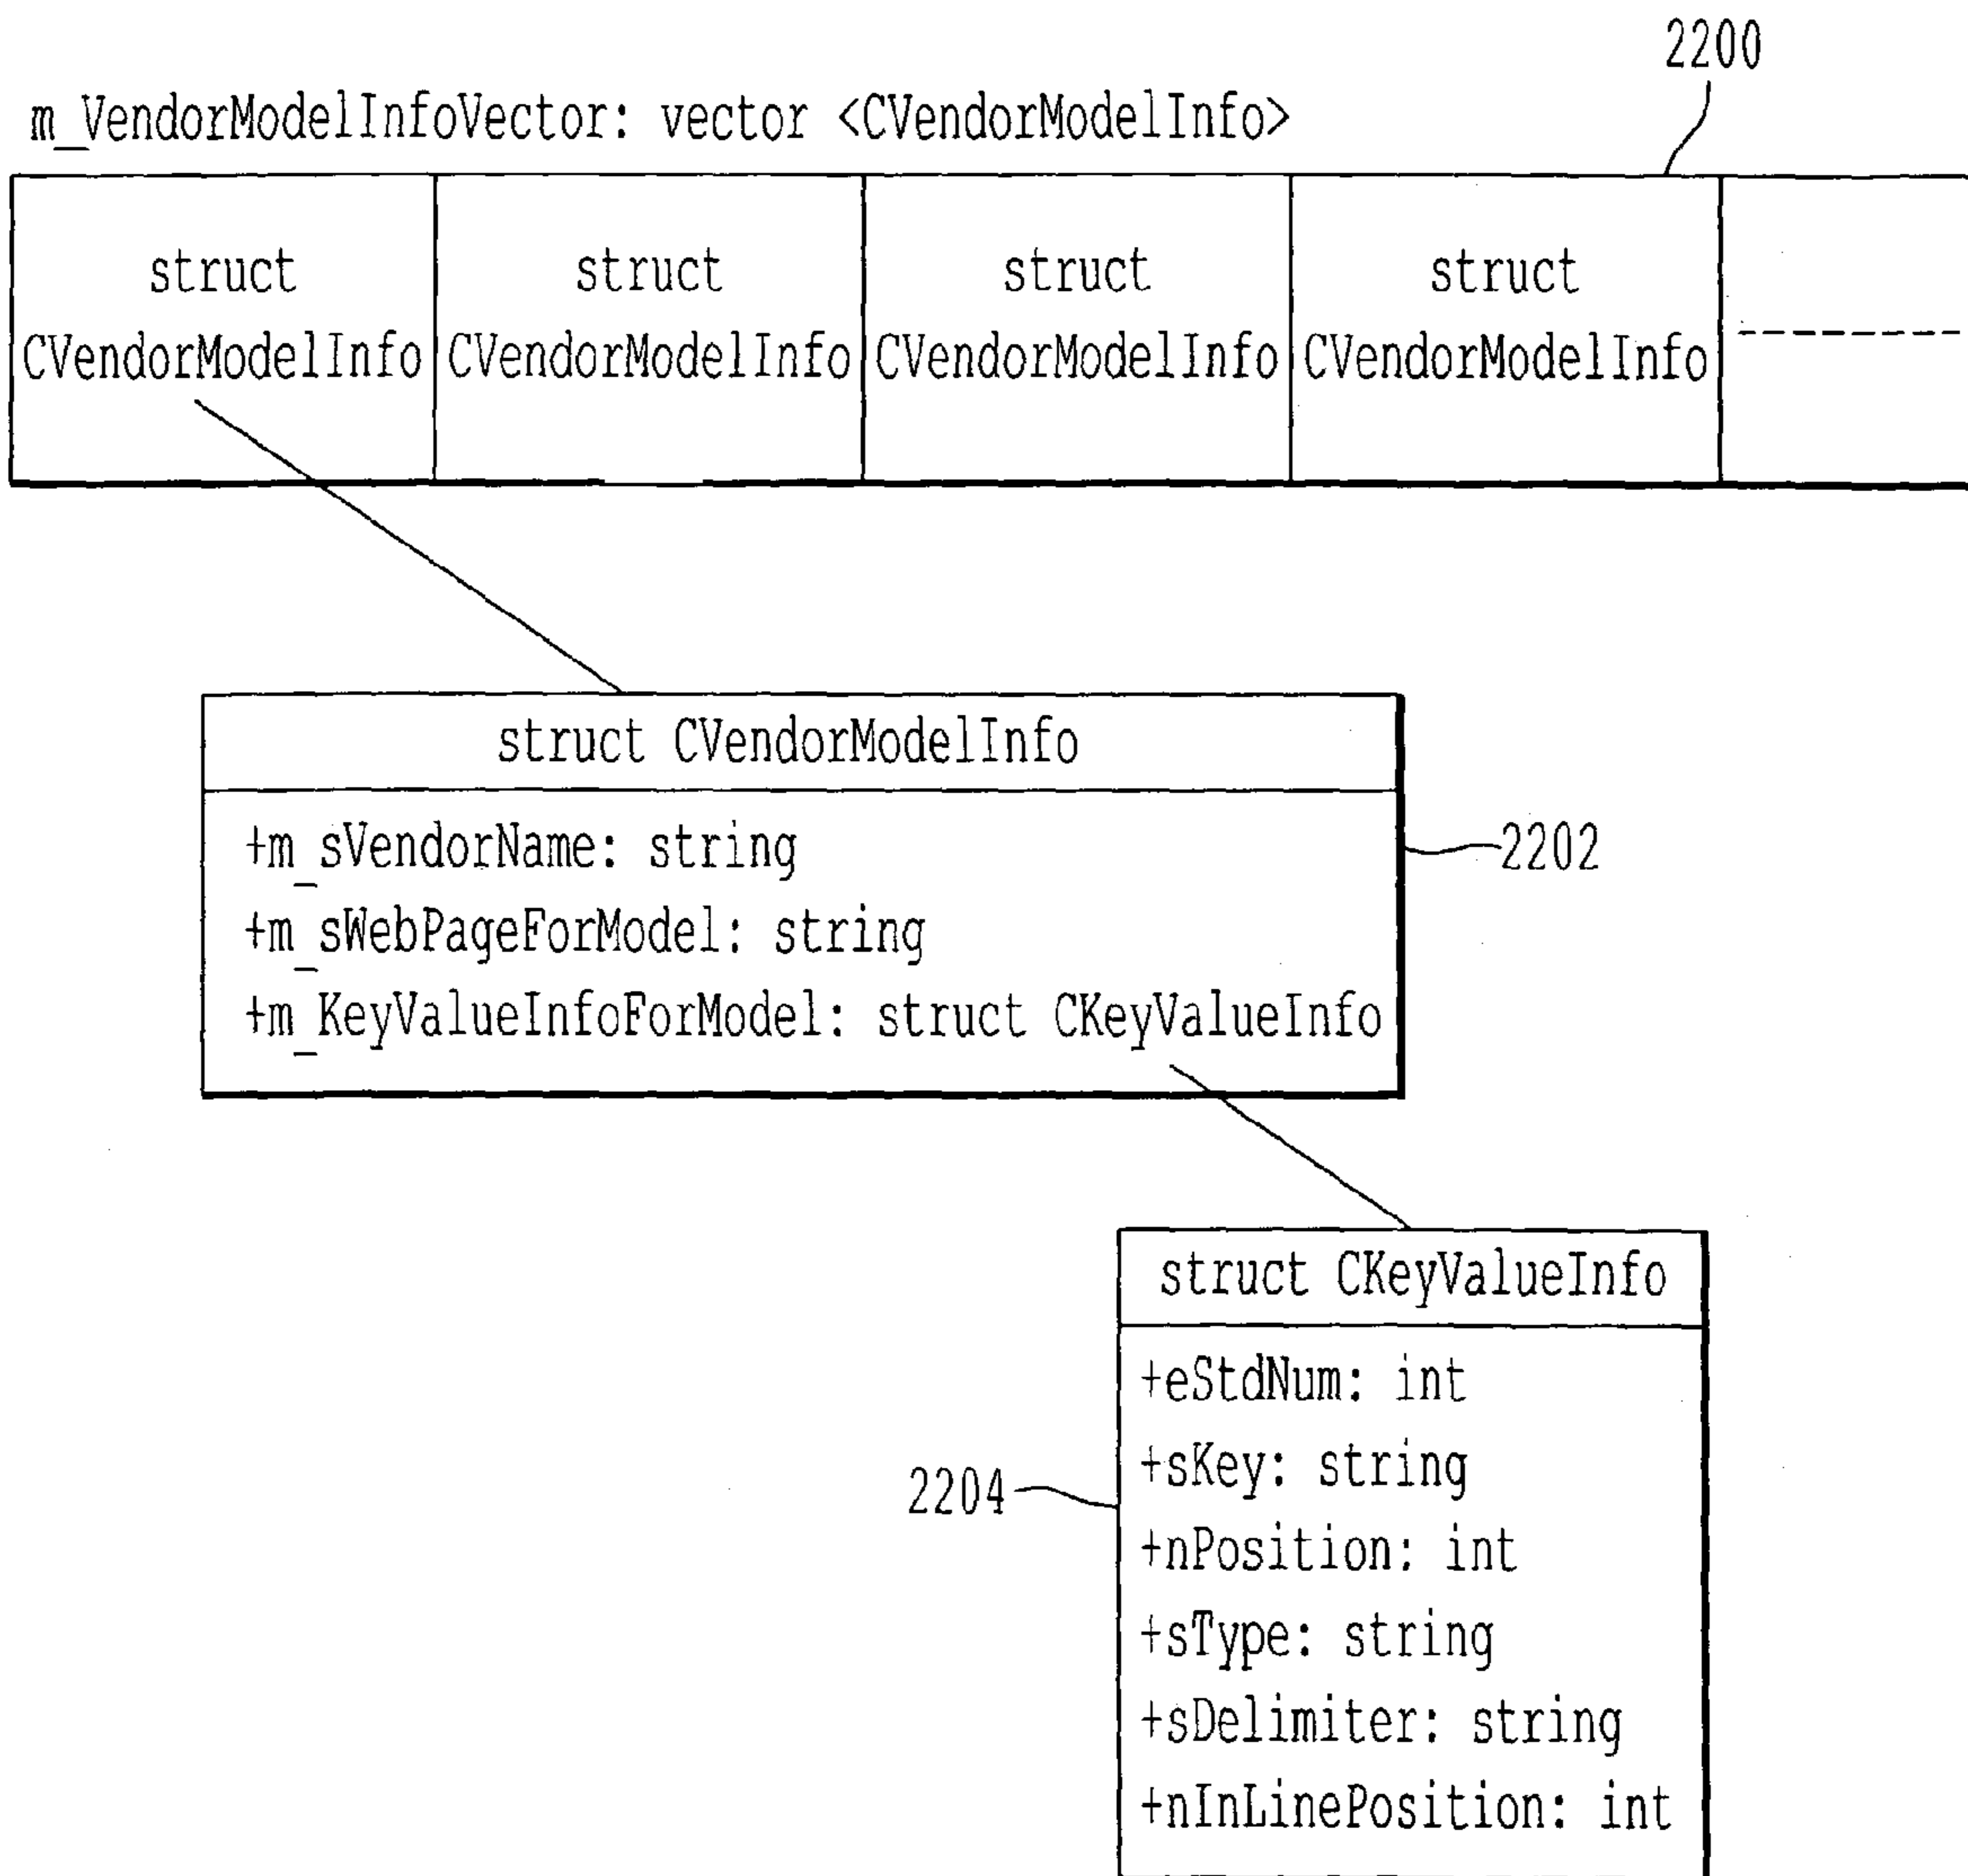 2200
m_VendorModelInfoVector: vector <CVendorModelInfo>
struct struct struct struct
CVendorModelInfo CVendorModelInfo CVendorModelInfo CVendorModelInfo
struct CVendorModelInfo
+m_sVendorName: string
2202
+m_sWebPageForModel: string
+m_KeyValueInfoForModel: struct CKeyValueInfo
struct CKeyValueInfo
+eStdNum: int
+sKey: string
2204
+nPosition: int
+sType: string
+sDelimiter: string
+nInLinePosition: int